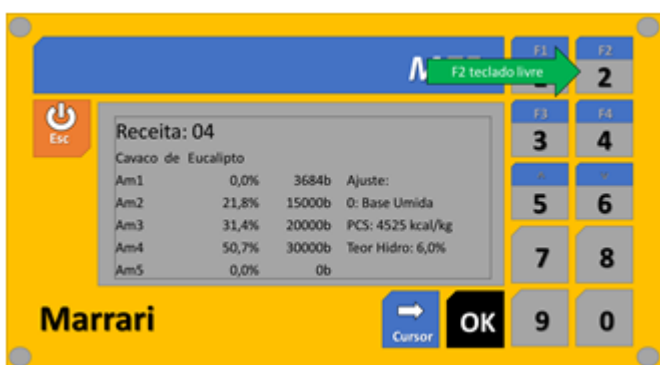 F1
F2
F2 teclado livre
2
Esc
Receita: 04
Cavaco de Eucalipto
Am1 0,0% 3684b Ajuste:
Am2 21,8% 15000b 0: Base Umida
Am3 31,4% 20000b PCS: 4525 kcal/kg
Am4 50,7% 30000b Teor Hidro: 6,0%
Am5 0,0% 0b
F3
F4
3
4
5
6
7
8
Marrari
Cursor
OK
9
0